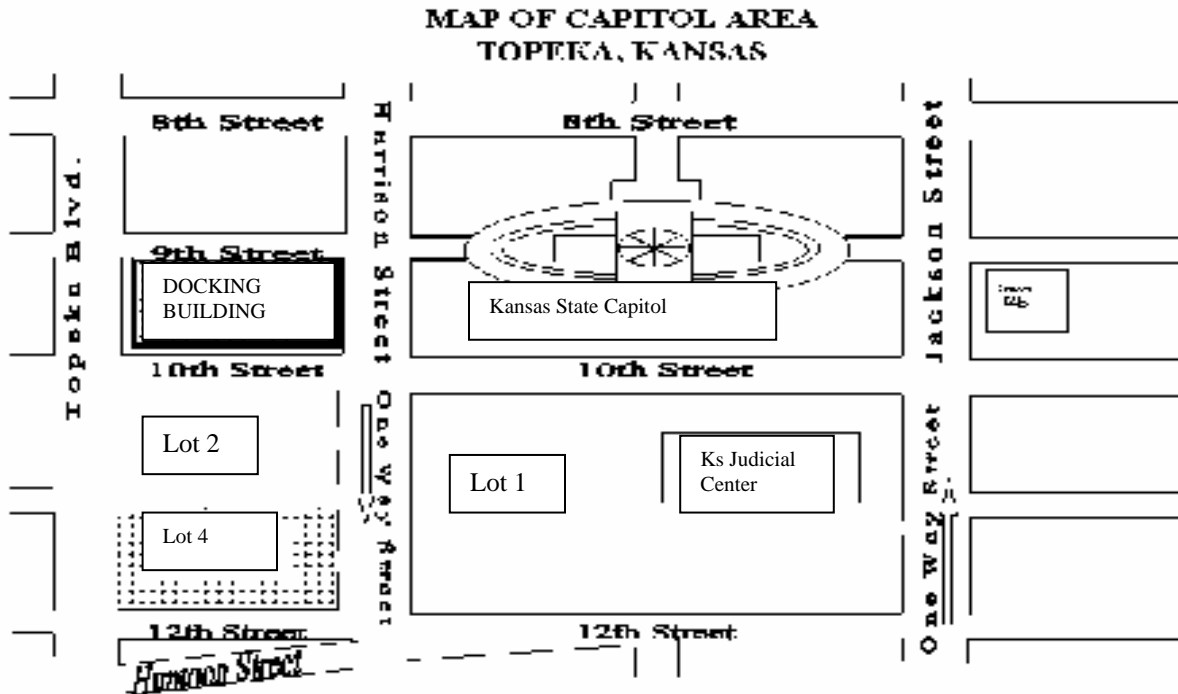 MAP OF CAPITOL AREA
TOPEKA, KANSAS
8th Street
8th Street
Harrison Street
Jackson Street
Topeka Blvd.
9th Street
DOCKING
BUILDING
Kansas State Capitol
10th Street
10th Street
One Way Street
One Way Street
Lot 2
Lot 1
Ks Judicial
Center
Lot 4
12th Street
12th Street
Street